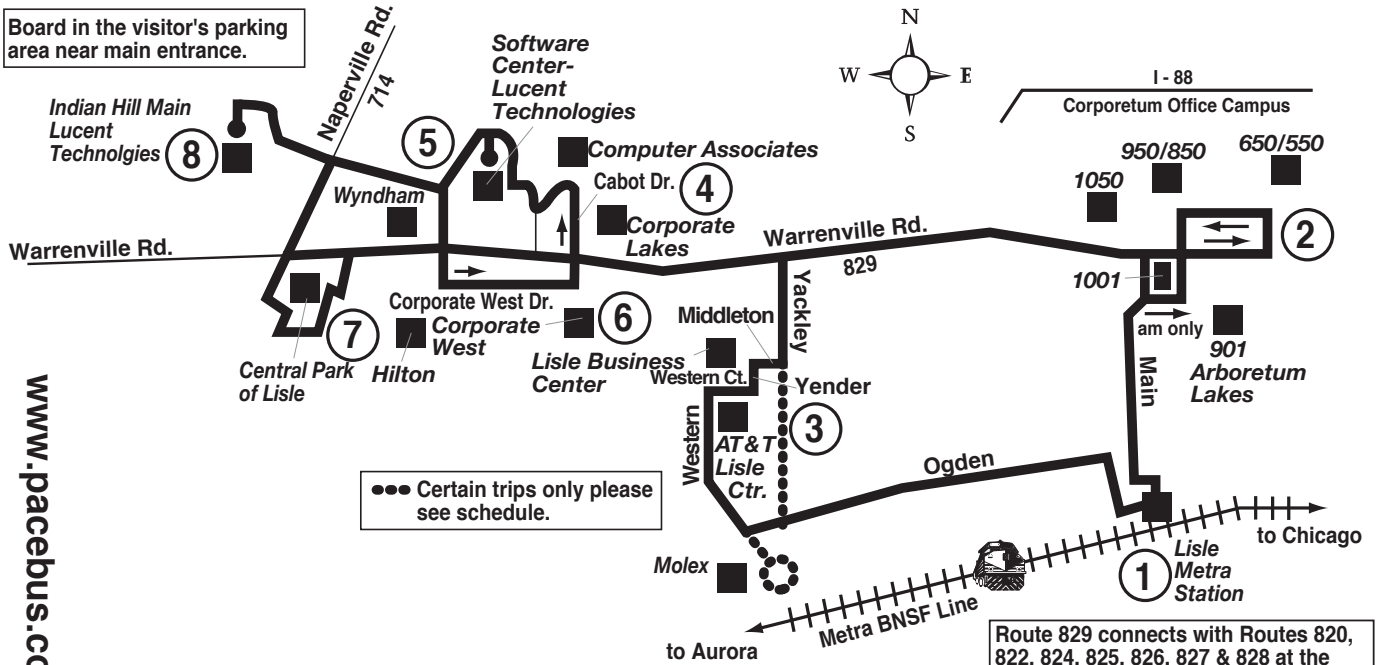 Board in the visitor's parking
area near main entrance.
Naperville Rd.
714
Software
Center-
Lucent
Technologies
N
W
E
S
I - 88
Corporetum Office Campus
Indian Hill Main
Lucent
Technolgies
8
5
Computer Associates
950/850
650/550
1050
Wyndham
Cabot Dr.
4
Corporate
Lakes
Warrenville Rd.
Warrenville Rd.
829
2
1001
Yackley
Corporate West Dr.
Corporate
West
6
Middleton
am only
7
Central Park
of Lisle
Hilton
Lisle Business
Center
Western Ct.
Yender
901
Arboretum
Lakes
Main
3
Western
AT&T
Lisle
Ctr.
Ogden
Certain trips only please
see schedule.
www.pacebus.co
to Chicago
Molex
1
Lisle
Metra
Station
Metra BNSF Line
to Aurora
Route 829 connects with Routes 820,
822, 824, 825, 826, 827 & 828 at the